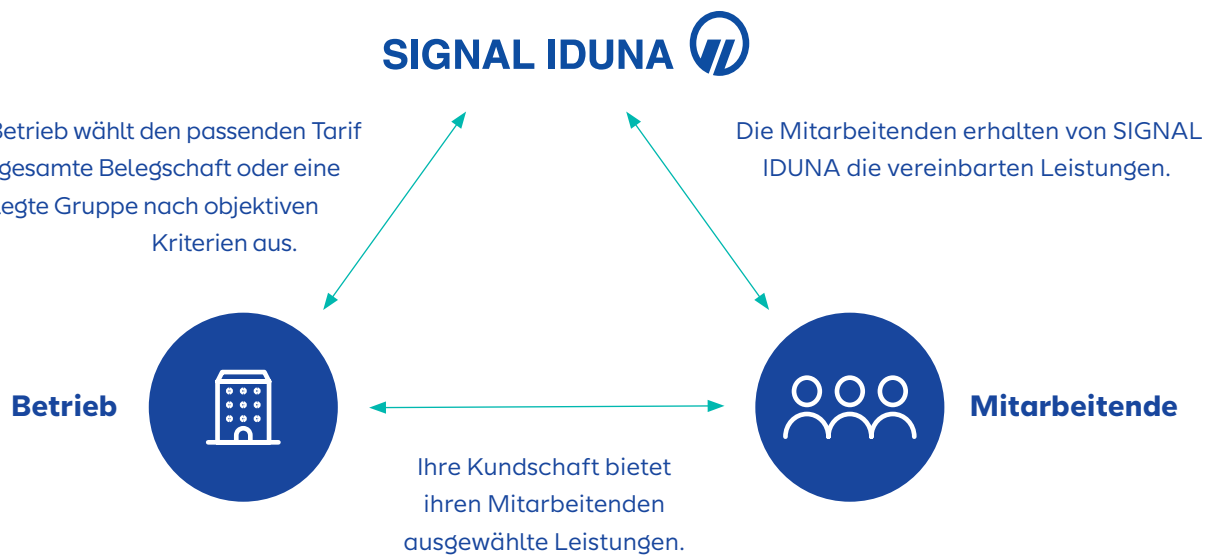 SIGNAL IDUNA
Betrieb wählt den passenden Tarif
gesamte Belegschaft oder eine
legte Gruppe nach objektiven
Kriterien aus.
Die Mitarbeitenden erhalten von SIGNAL
IDUNA die vereinbarten Leistungen.
Betrieb
Mitarbeitende
Ihre Kundschaft bietet
ihren Mitarbeitenden
ausgewählte Leistungen.